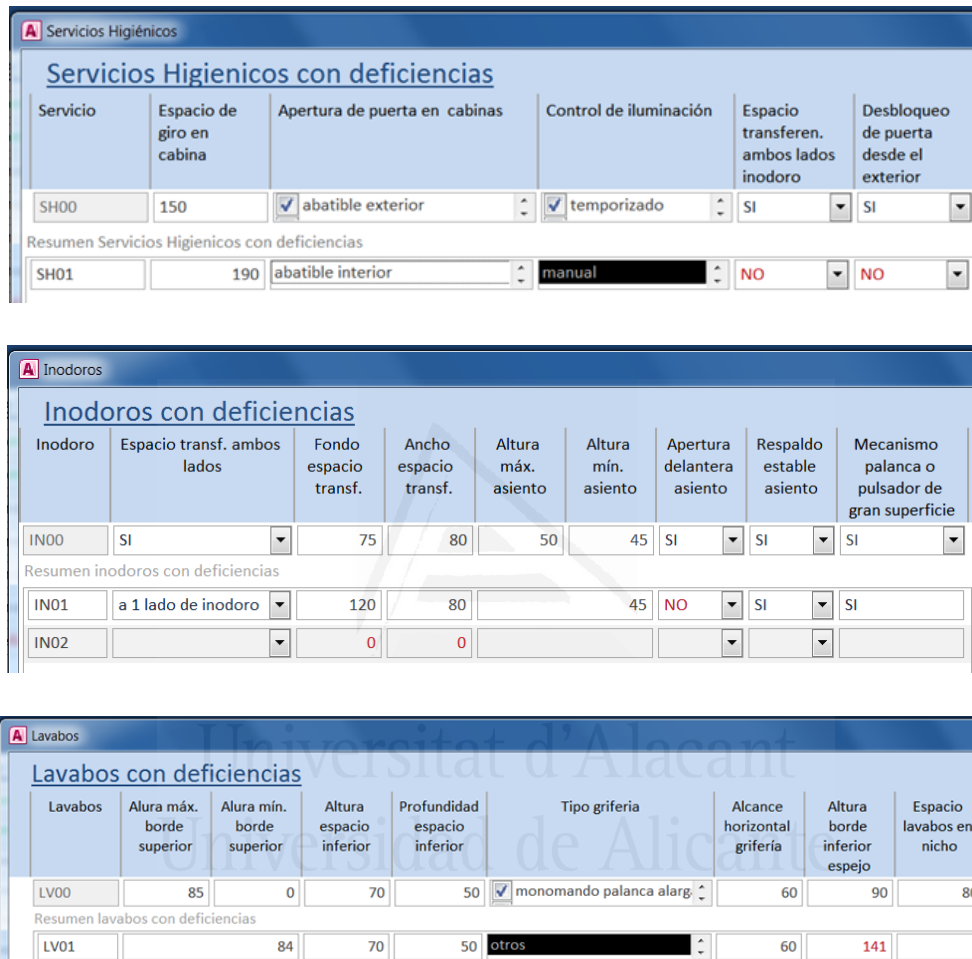 Servicios Higiénicos
Servicios Higienicos con deficiencias
Servicio Espacio de giro en cabina Apertura de puerta en cabinas Control de iluminación Espacio transferen. ambos lados inodoro Desbloqueo de puerta desde el exterior
SH00 150 abatible exterior temporizado SI SI
Resumen Servicios Higienicos con deficiencias
SH01 190 abatible interior manual NO NO
Inodoros
Inodoros con deficiencias
Inodoro Espacio transf. ambos lados Fondo espacio transf. Ancho espacio transf. Altura máx. asiento Altura mín. asiento Apertura delantera asiento Respaldo estable asiento Mecanismo palanca o pulsador de gran superficie
IN00 SI 75 80 50 45 SI SI SI
Resumen inodoros con deficiencias
IN01 a 1 lado de inodoro 120 80 45 NO SI SI
IN02 0 0
Universitat d'Alacant
Universidad de Alicante
Lavabos
Lavabos con deficiencias
Lavabos Alura máx. borde superior Alura mín. borde superior Altura espacio inferior Profundidad espacio inferior Tipo griferia Alcance horizontal grifería Altura borde inferior espejo Espacio lavabos en nicho
LV00 85 0 70 50 monomando palanca alarg. 60 90 80
Resumen lavabos con deficiencias
LV01 84 70 50 otros 60 141